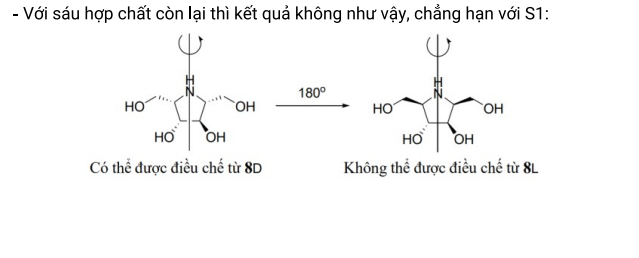 - Với sáu hợp chất còn lại thì kết quả không như vậy, chẳng hạn với S1:
H
N
HO
OH
HO
OH
180°
H
N
HO
OH
HO
OH
Có thể được điều chế từ 8D
Không thể được điều chế từ 8L